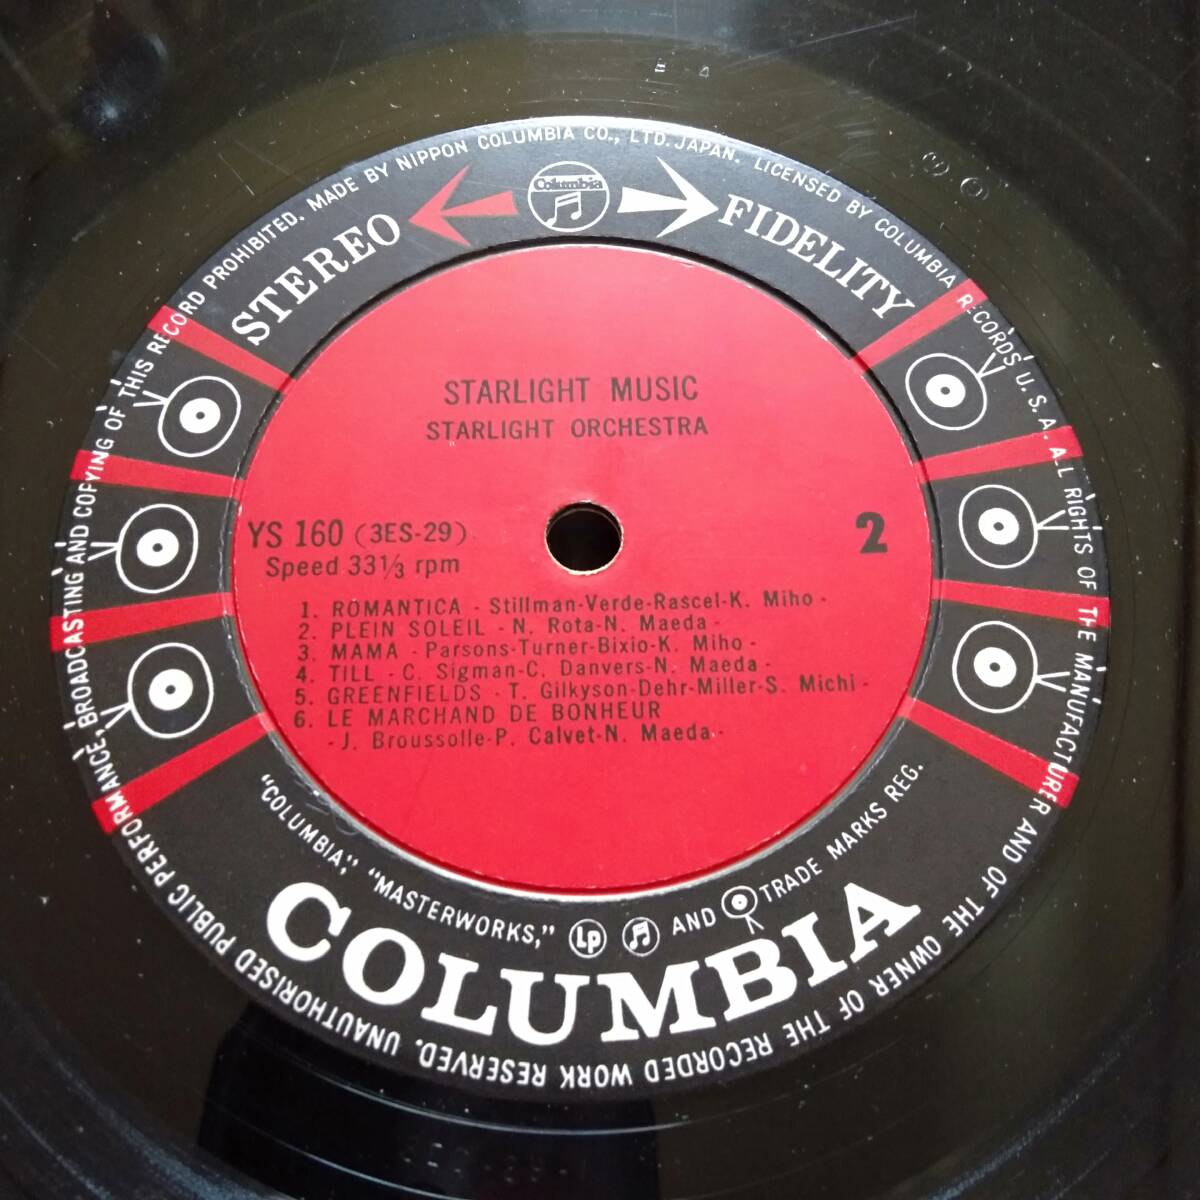 MADE BY NIPPON COLUMBIA CO., LTD. JAPAN. LICENSED BY COLUMBIA RECORDS U. S. A. ALL RIGHTS OF THE MANUFACTURER AND OF THE OWNER OF THE RECORDED WORK RESERVED. UNAUTHORISED PUBLIC PERFORMANCE, BROADCASTING AND COPYING OF THIS RECORD PROHIBITED.
STEREO Columbia FIDELITY
STARLIGHT MUSIC
STARLIGHT ORCHESTRA
YS 160 (3ES-29) 2
Speed 33 1/3 rpm
1. ROMANTICA - Stillman-Verde-Rascel-K. Miho -
2. PLEIN SOLEIL - N. Rota-N. Maeda -
3. MAMA - Parsons-Turner-Bixio-K. Miho -
4. TILL - C. Sigman-C. Danvers-N. Maeda -
5. GREENFIELDS - T. Gilkyson-Dehr-Miller-S. Michi -
6. LE MARCHAND DE BONHEUR
- J. Broussolle-P. Calvet-N. Maeda -
"COLUMBIA," "MASTERWORKS," Lp AND TRADE MARKS REG.
COLUMBIA